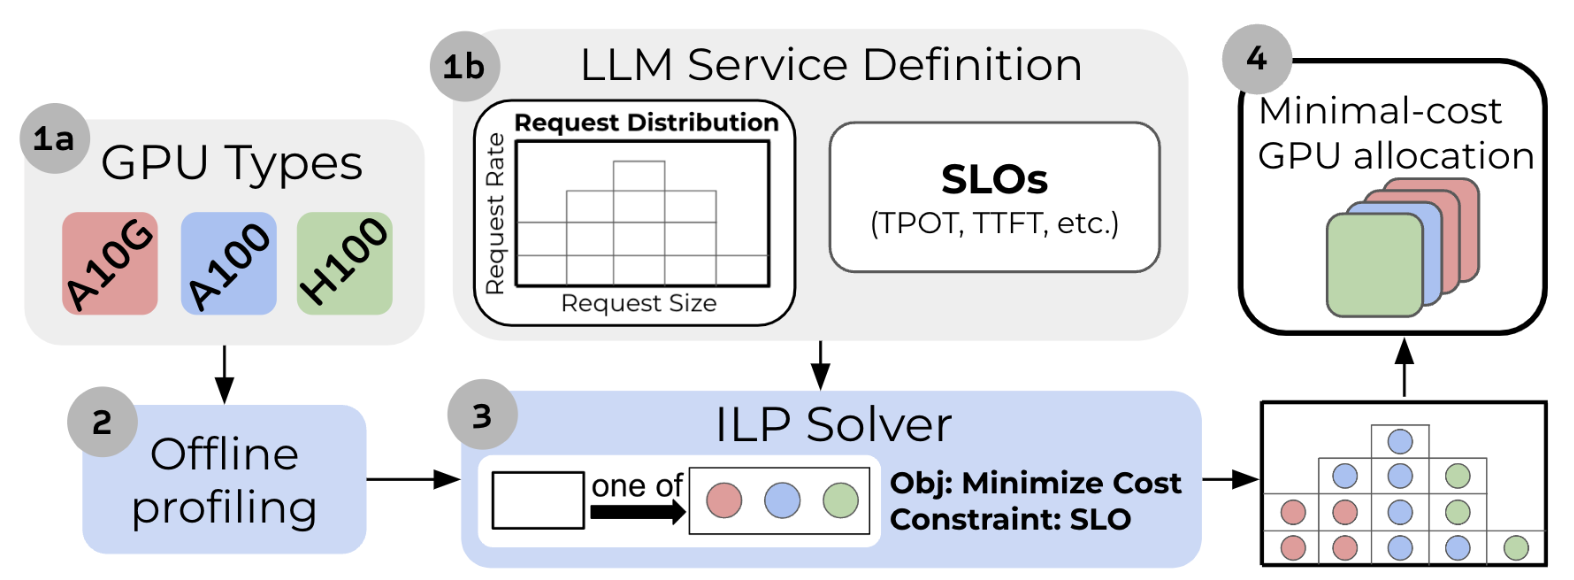 1a
GPU Types
A10G
A100
H100
1b
LLM Service Definition
Request Distribution
Request Rate
Request Size
SLOs
(TPOT, TTFT, etc.)
2
Offline
profiling
3
ILP Solver
one of
Obj: Minimize Cost
Constraint: SLO
4
Minimal-cost
GPU allocation